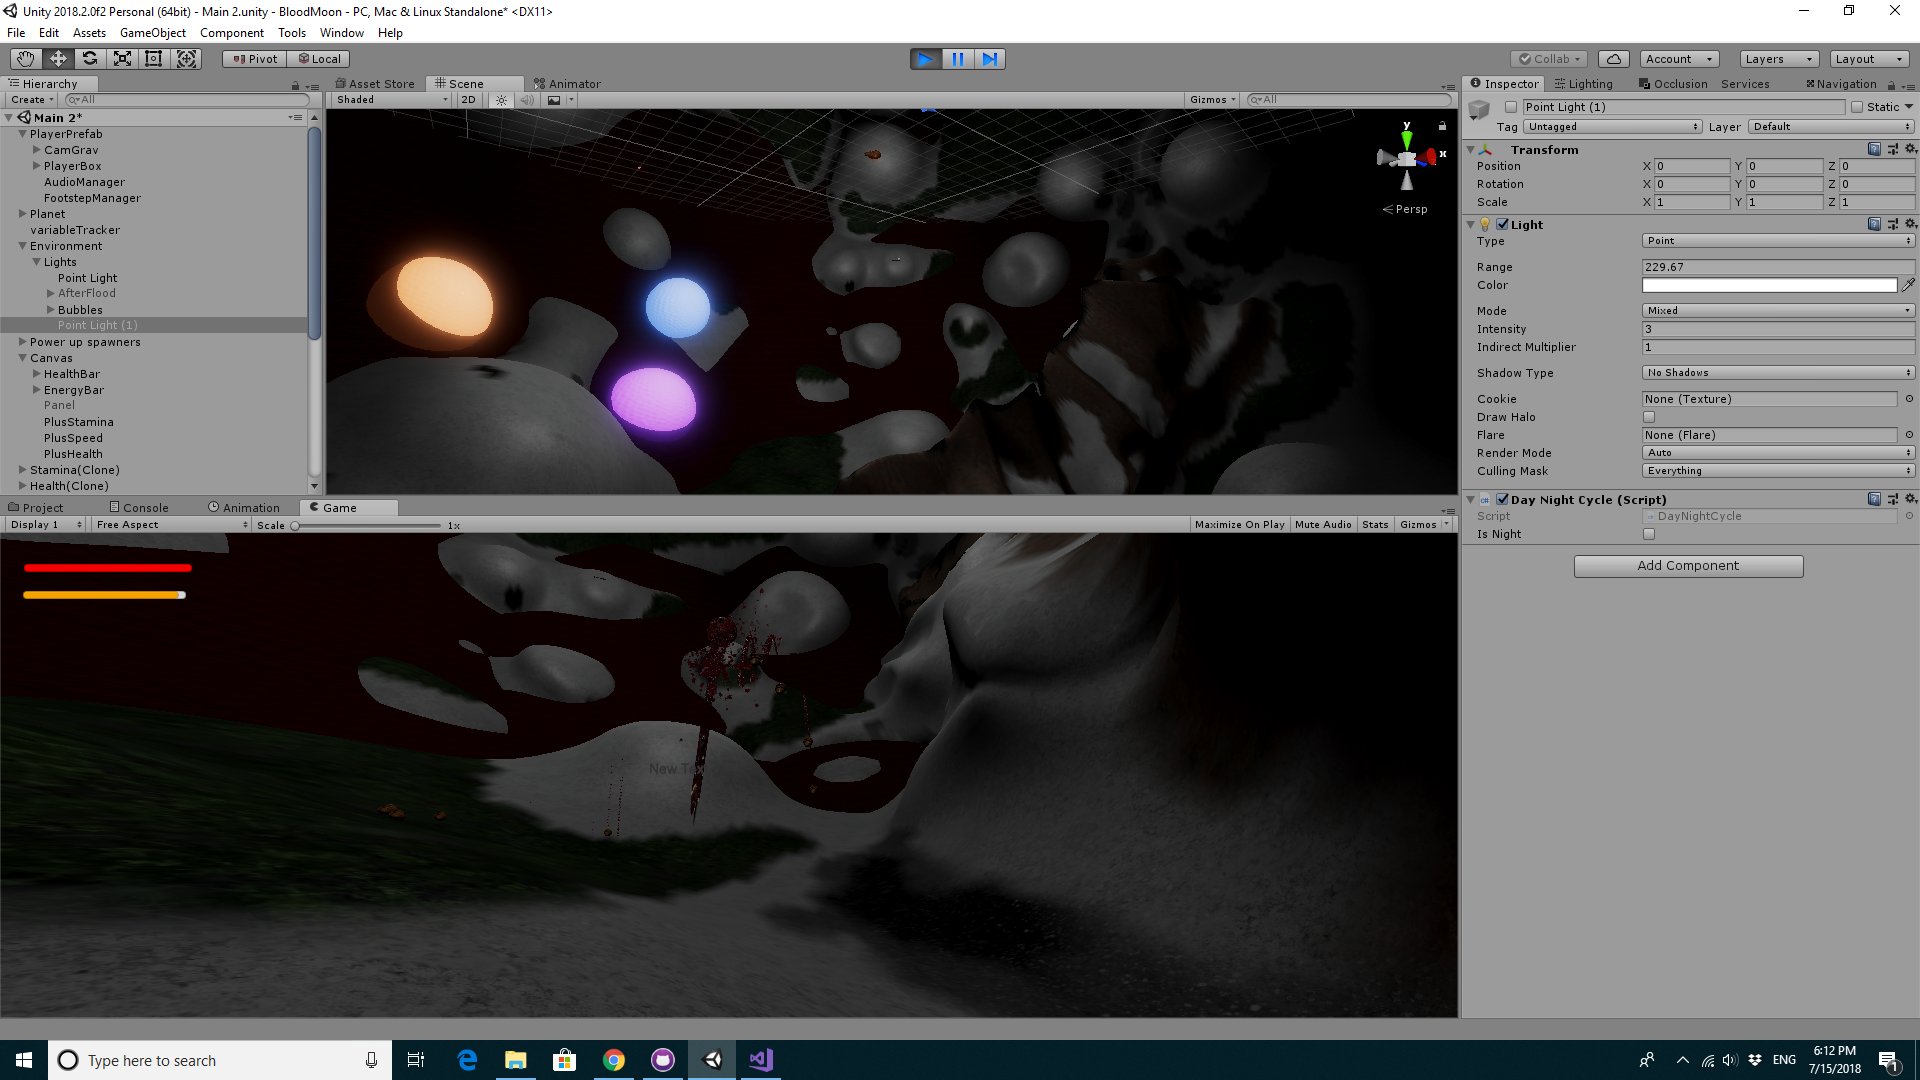 Unity 2018.2.0f2 Personal (64bit) - Main 2.unity - BloodMoon - PC, Mac & Linux Standalone* <DX11>
File Edit Assets GameObject Component Tools Window Help
Pivot Local Collab Account Layers Layout
Hierarchy
Create All
Main 2*
PlayerPrefab
CamGrav
PlayerBox
AudioManager
FootstepManager
Planet
variableTracker
Environment
Lights
Point Light
AfterFlood
Bubbles
Point Light (1)
Power up spawners
Canvas
HealthBar
EnergyBar
Panel
PlusStamina
PlusSpeed
PlusHealth
Stamina(Clone)
Health(Clone)
Asset Store Scene Animator
Shaded 2D Gizmos All
y
x
Persp
Project Console Animation Game
Display 1 Free Aspect Scale 1x Maximize On Play Mute Audio Stats Gizmos
New Tex
Inspector Lighting Occlusion Services Navigation
Point Light (1) Static
Tag Untagged Layer Default
Transform
Position X 0 Y 0 Z 0
Rotation X 0 Y 0 Z 0
Scale X 1 Y 1 Z 1
Light
Type Point
Range 229.67
Color
Mode Mixed
Intensity 3
Indirect Multiplier 1
Shadow Type No Shadows
Cookie None (Texture)
Draw Halo
Flare None (Flare)
Render Mode Auto
Culling Mask Everything
Day Night Cycle (Script)
Script DayNightCycle
Is Night
Add Component
Type here to search
ENG
6:12 PM
7/15/2018
1